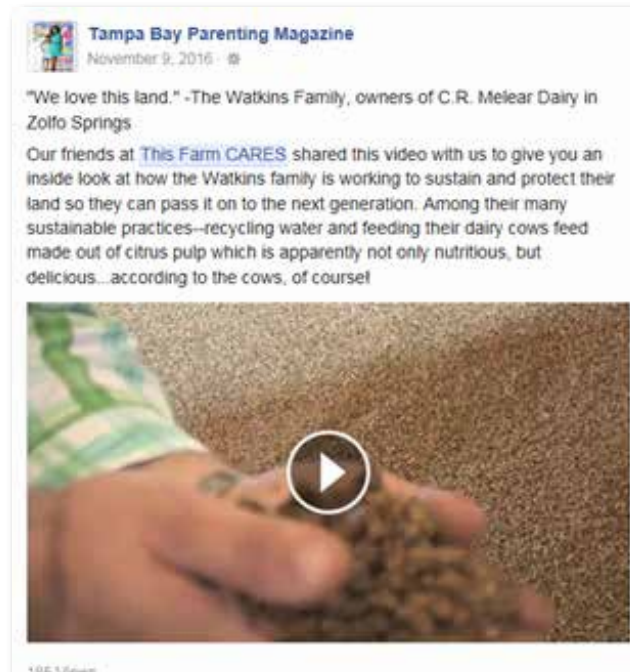 Tampa Bay Parenting Magazine
November 9, 2016
"We love this land." -The Watkins Family, owners of C.R. Melear Dairy in
Zolfo Springs
Our friends at This Farm CARES shared this video with us to give you an
inside look at how the Watkins family is working to sustain and protect their
land so they can pass it on to the next generation. Among their many
sustainable practices--recycling water and feeding their dairy cows feed
made out of citrus pulp which is apparently not only nutritious, but
delicious...according to the cows, of course!
Views